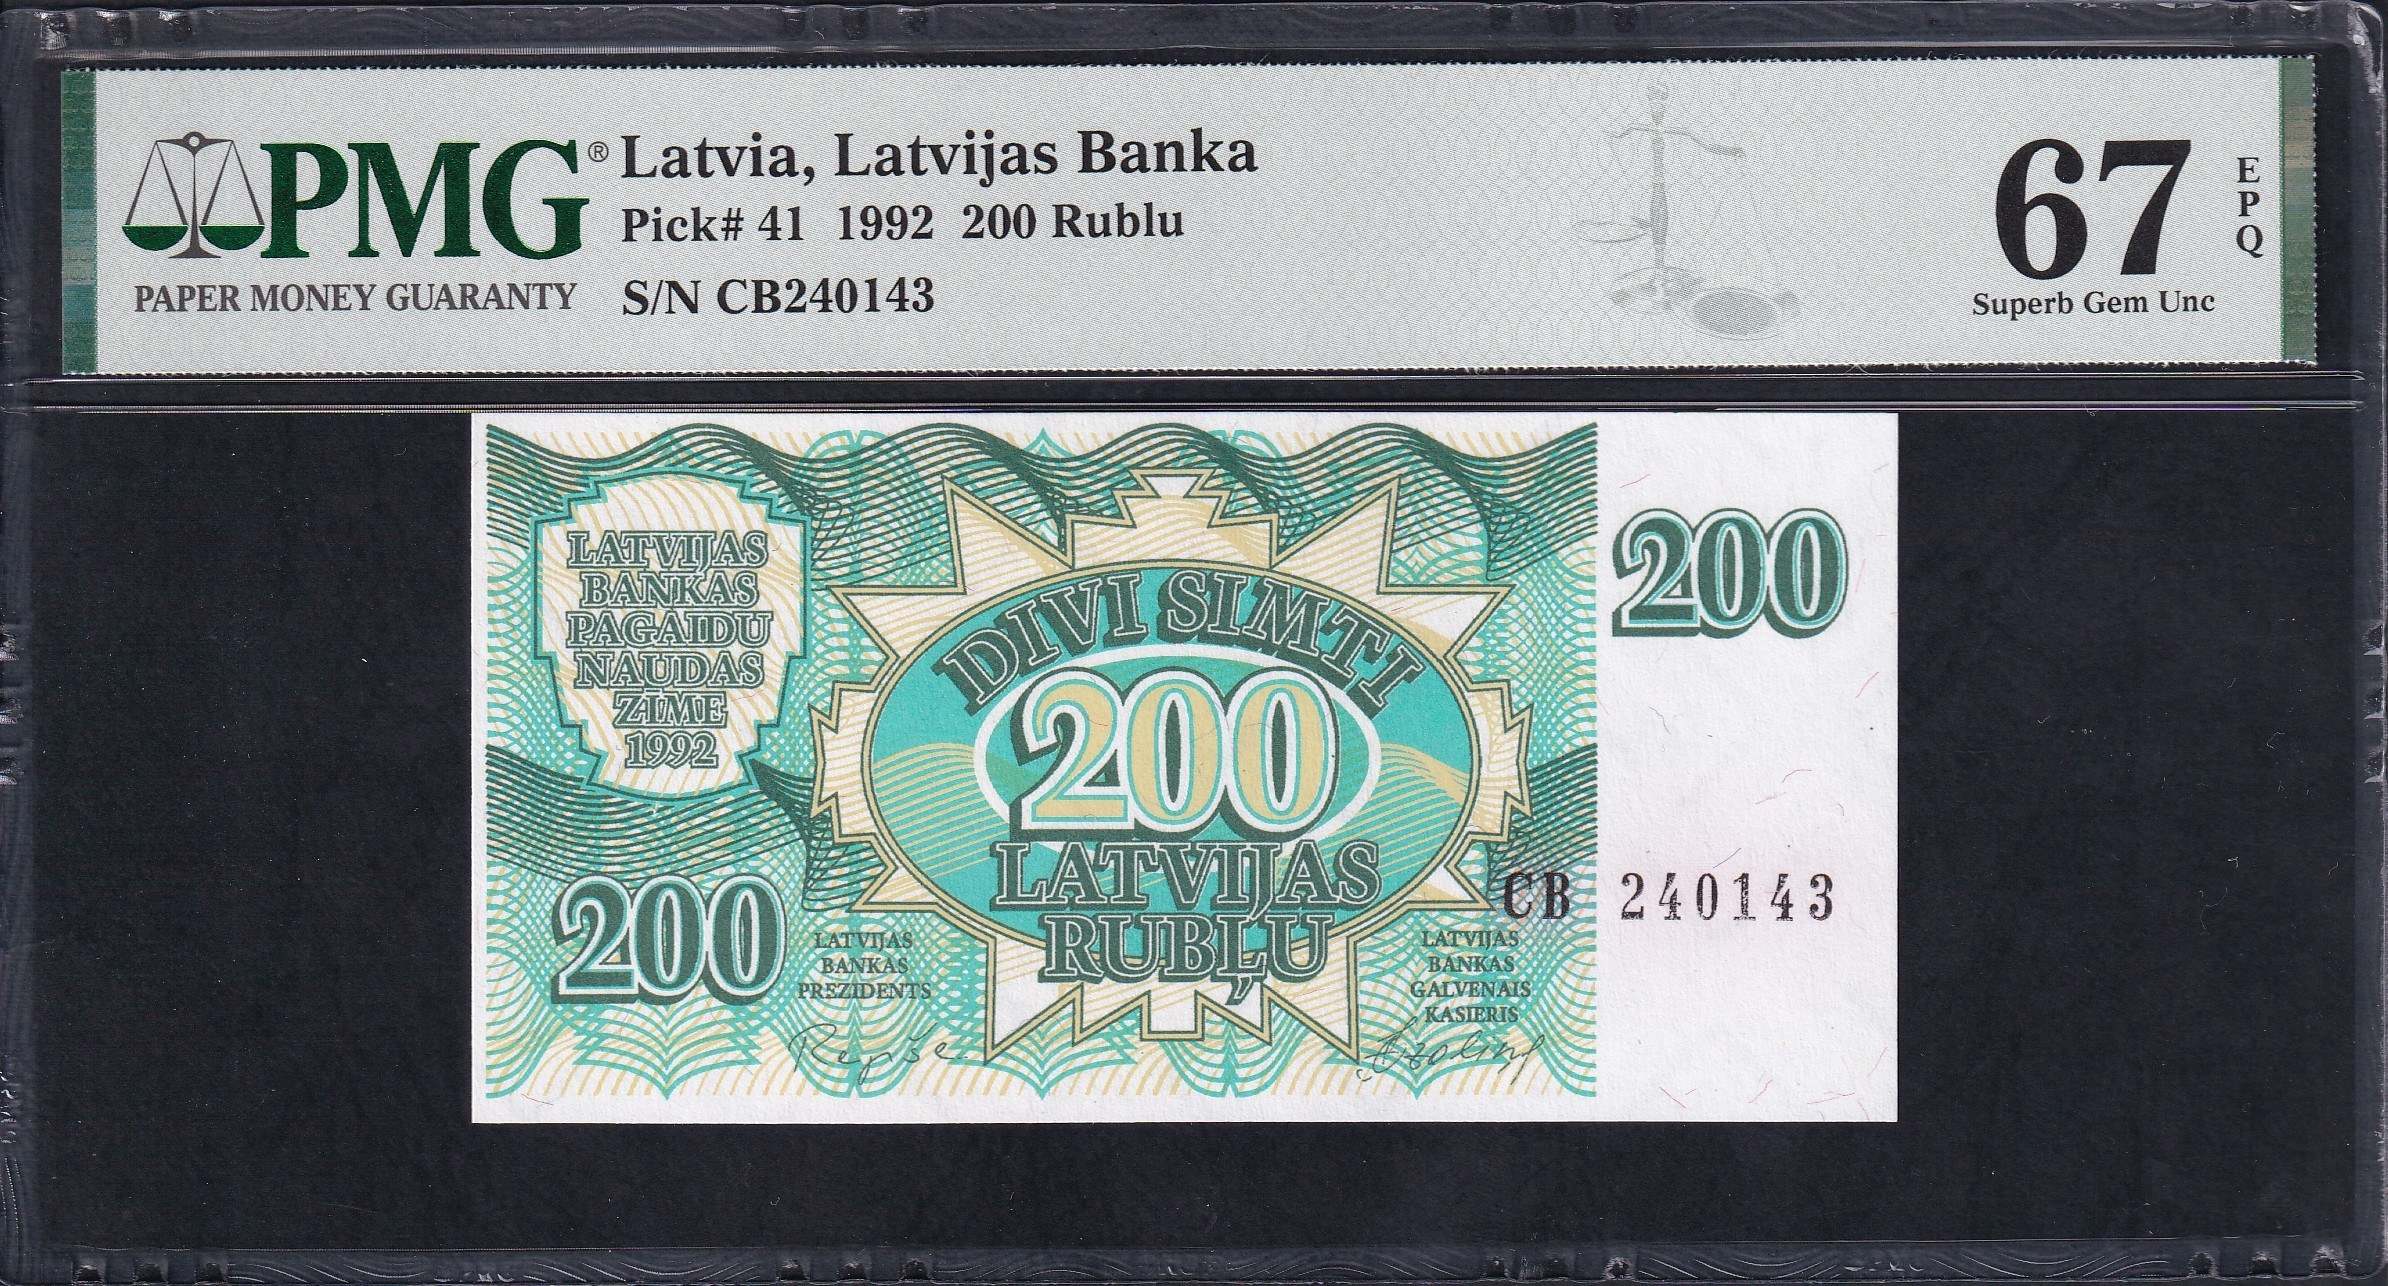 PMG® Latvia, Latvijas Banka
Pick# 41 1992 200 Rublu
PAPER MONEY GUARANTY S/N CB240143
67 EPQ
Superb Gem Unc
LATVIJAS
BANKAS
PAGAIDU
NAUDAS
ZĪME
1992
DIVI SIMTI
200
LATVIJAS
RUBĻU
200
200
CB 240143
LATVIJAS
BANKAS
PREZIDENTS
Repše
LATVIJAS
BANKAS
GALVENAIS
KASIERIS